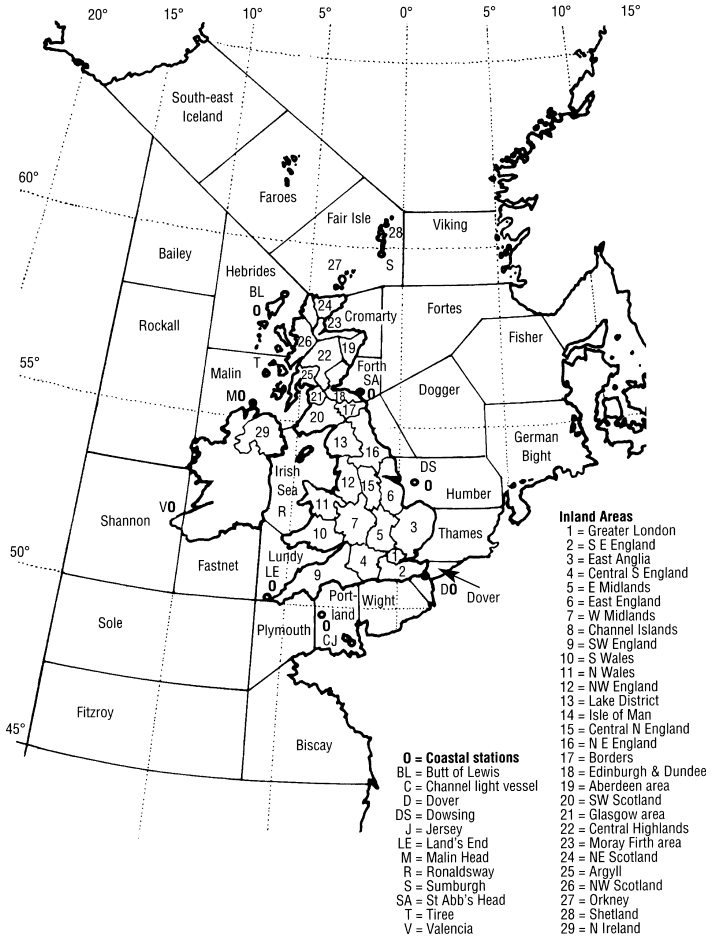 20° 15° 10° 5° 0° 5° 10° 15°
South-east
Iceland
60°
Faroes
Fair Isle
28
Viking
Bailey
27
S
Hebrides
BL
0
24
Cromarty
23
Fortes
Rockall
26
22
19
Fisher
55°
Malin
T
25
Forth
SA
0
M0
21
18
17
Dogger
20
29
13
16
German
Bight
Irish
Sea
DS
0
12
15
6
Humber
R
11
V0
Shannon
10
7
5
3
Thames
50°
Fastnet
Lundy
LE
0
9
4
1
2
D0
Dover
Sole
Plymouth
Port-
land
0
CJ
Wight
Fitzroy
45°
Biscay
0 = Coastal stations
BL = Butt of Lewis
C = Channel light vessel
D = Dover
DS = Dowsing
J = Jersey
LE = Land's End
M = Malin Head
R = Ronaldsway
S = Sumburgh
SA = St Abb's Head
T = Tiree
V = Valencia
Inland Areas
1 = Greater London
2 = S E England
3 = East Anglia
4 = Central S England
5 = E Midlands
6 = East England
7 = W Midlands
8 = Channel Islands
9 = SW England
10 = S Wales
11 = N Wales
12 = NW England
13 = Lake District
14 = Isle of Man
15 = Central N England
16 = N E England
17 = Borders
18 = Edinburgh & Dundee
19 = Aberdeen area
20 = SW Scotland
21 = Glasgow area
22 = Central Highlands
23 = Moray Firth area
24 = NE Scotland
25 = Argyll
26 = NW Scotland
27 = Orkney
28 = Shetland
29 = N Ireland